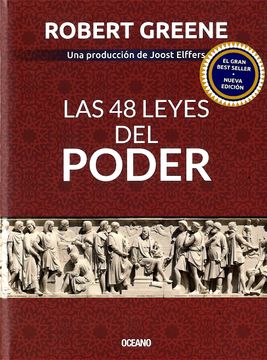 ROBERT GREENE
Una producción de Joost Elffers
EL GRAN
BEST SELLER
NUEVA
EDICIÓN
LAS 48 LEYES
DEL
PODER
OCEANO